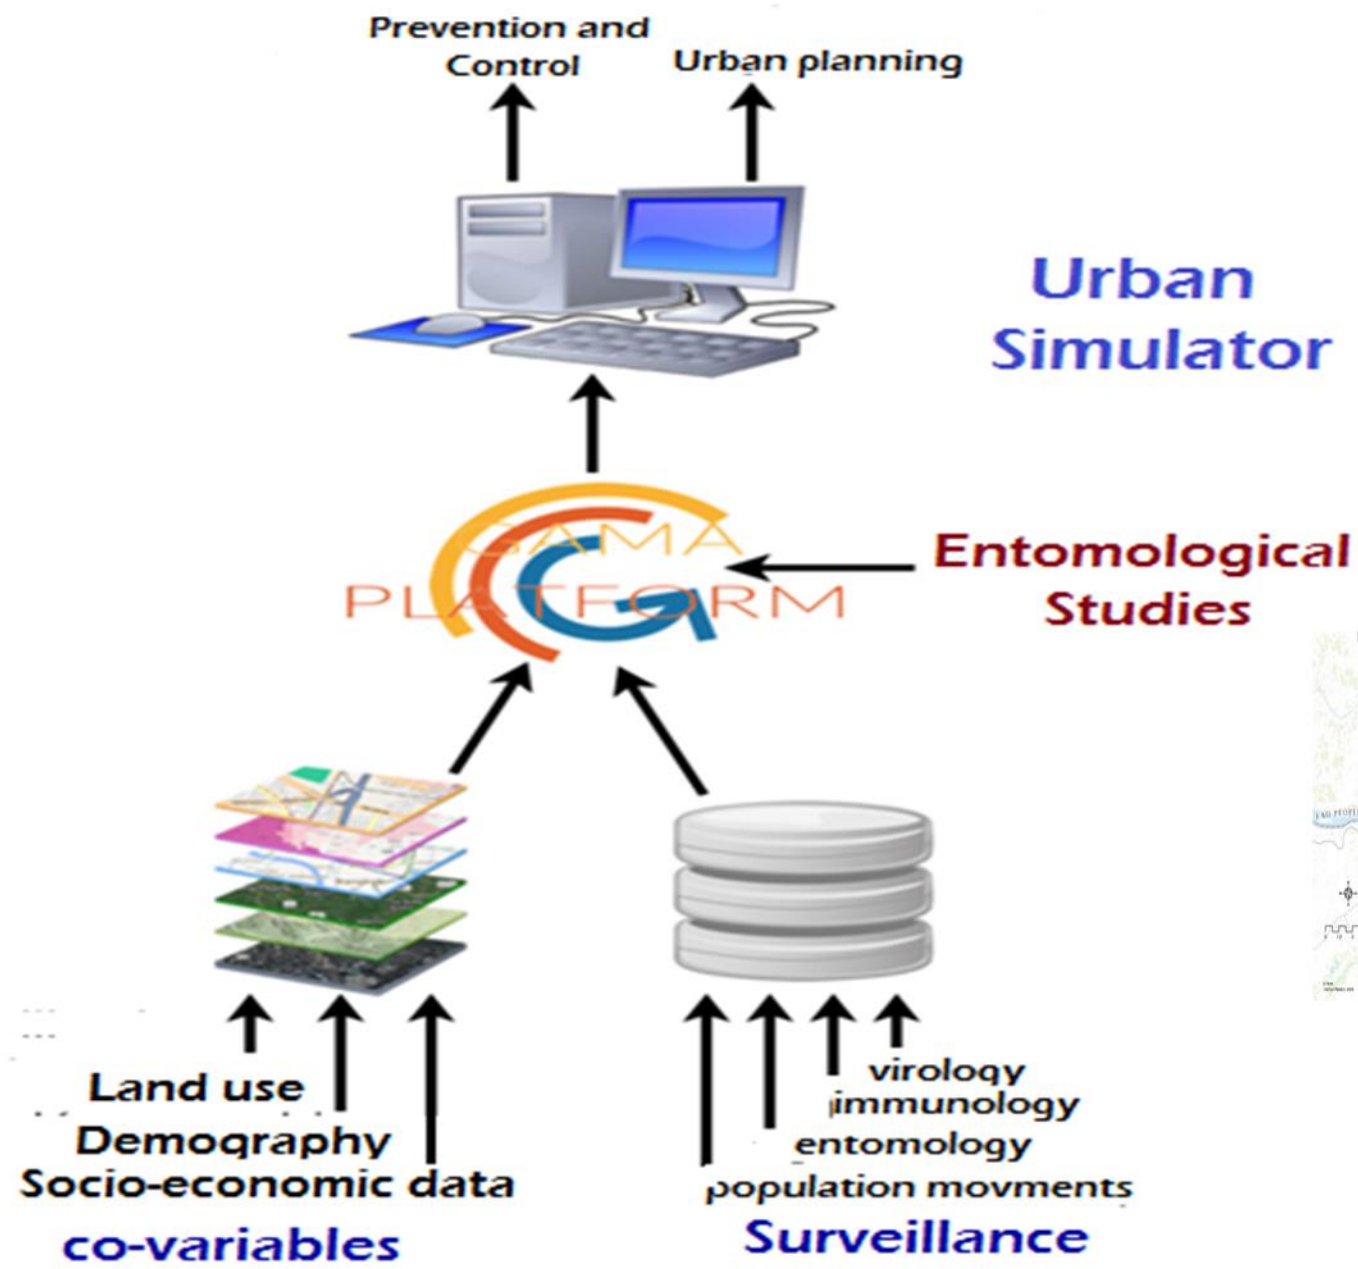 Prevention and
Control
Urban planning
Urban
Simulator
GAMA
PLATFORM
Entomological
Studies
Land use
Demography
Socio-economic data
co-variables
virology
immunology
entomology
population movments
Surveillance